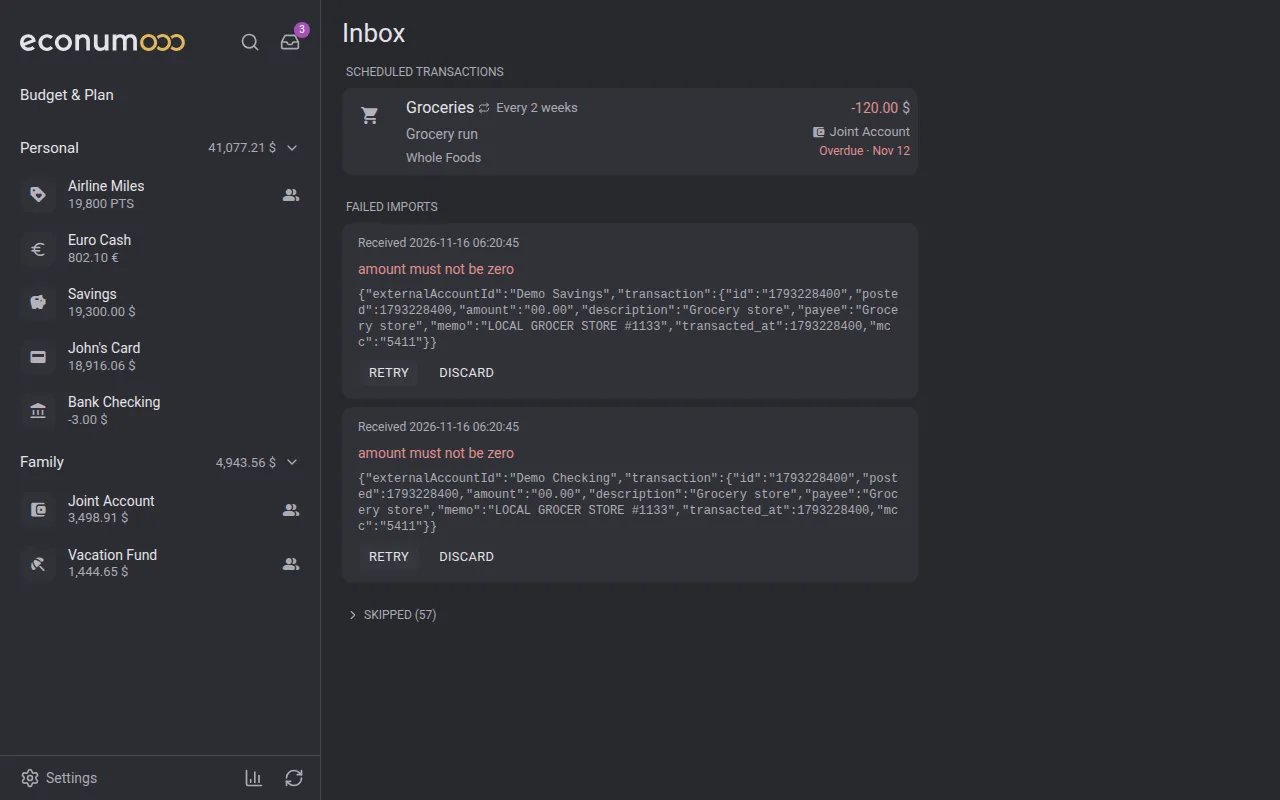 econumo
3
Budget & Plan
Personal 41,077.21 $
Airline Miles
19,800 PTS
Euro Cash
802.10 €
Savings
19,300.00 $
John's Card
18,916.06 $
Bank Checking
-3.00 $
Family 4,943.56 $
Joint Account
3,498.91 $
Vacation Fund
1,444.65 $
Settings
Inbox
SCHEDULED TRANSACTIONS
Groceries Every 2 weeks -120.00 $
Grocery run Joint Account
Whole Foods Overdue · Nov 12
FAILED IMPORTS
Received 2026-11-16 06:20:45
amount must not be zero
{"externalAccountId":"Demo Savings","transaction":{"id":"1793228400","poste
d":1793228400,"amount":"00.00","description":"Grocery store","payee":"Groce
ry store","memo":"LOCAL GROCER STORE #1133","transacted_at":1793228400,"mc
c":"5411"}}
RETRY DISCARD
Received 2026-11-16 06:20:45
amount must not be zero
{"externalAccountId":"Demo Checking","transaction":{"id":"1793228400","post
ed":1793228400,"amount":"00.00","description":"Grocery store","payee":"Groc
ery store","memo":"LOCAL GROCER STORE #1133","transacted_at":1793228400,"mc
c":"5411"}}
RETRY DISCARD
SKIPPED (57)